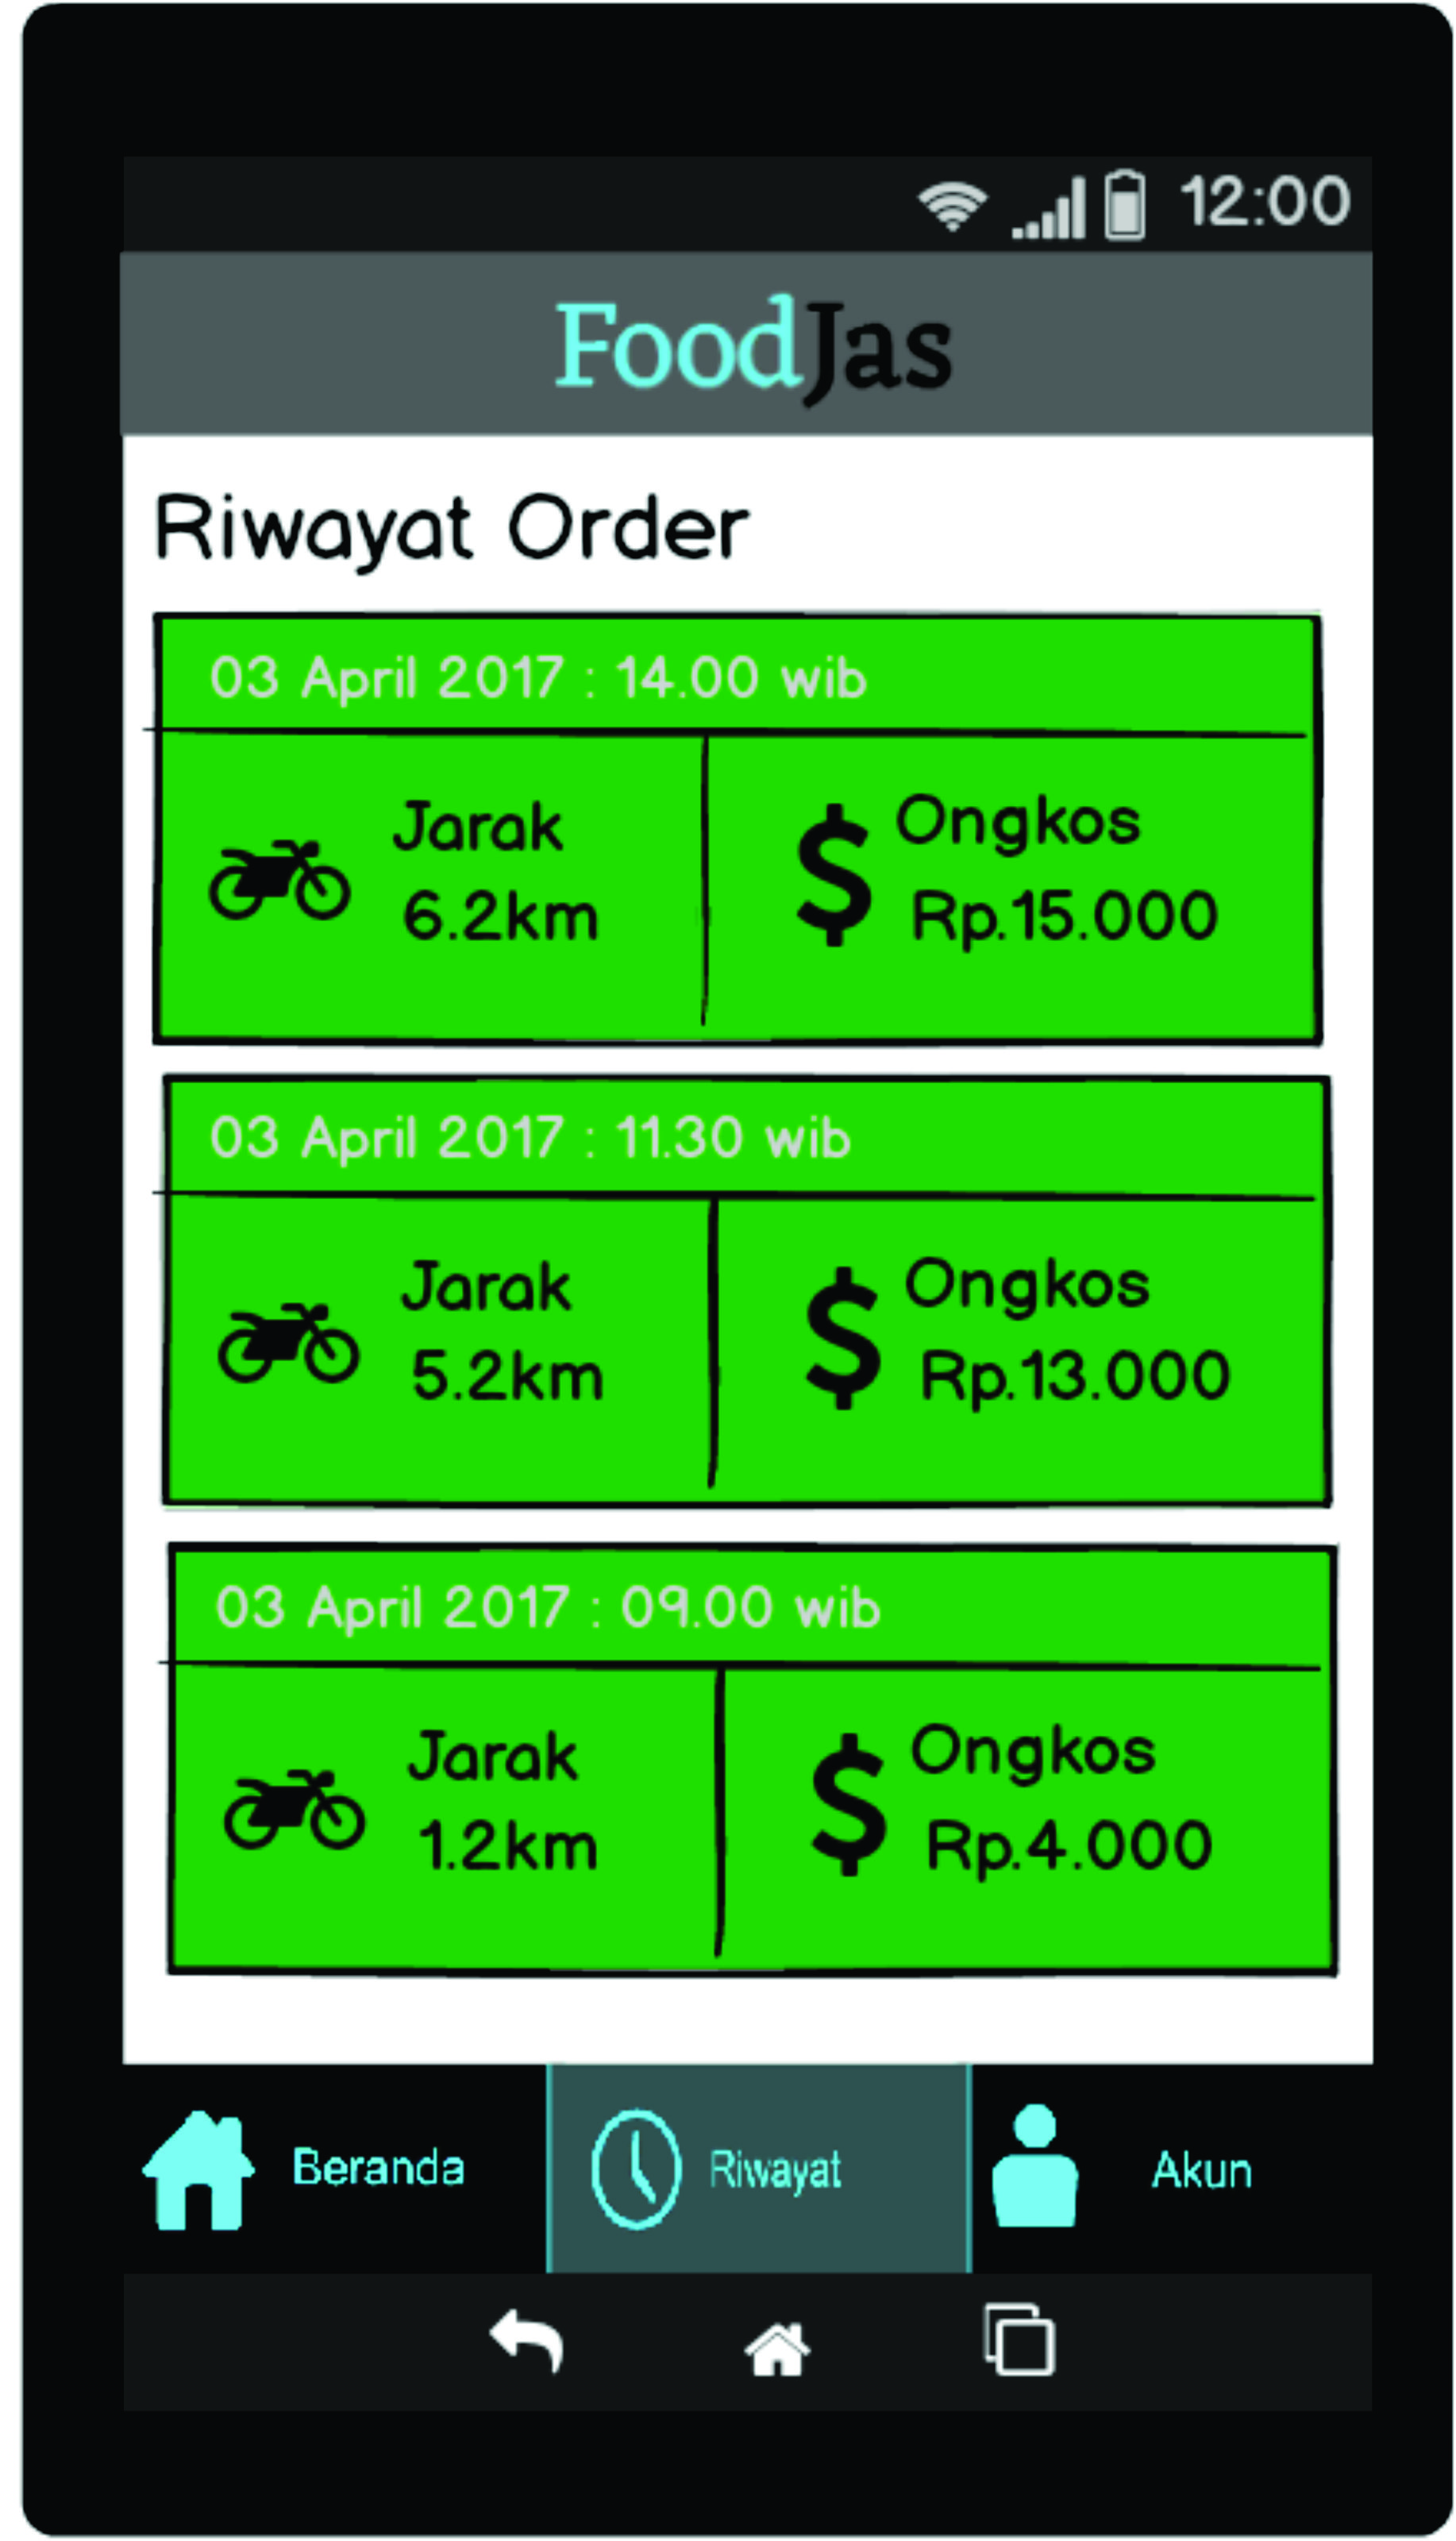 12:00
FoodJas
Riwayat Order
03 April 2017 : 14.00 wib
Jarak
6.2km
$
Ongkos
Rp.15.000
03 April 2017 : 11.30 wib
Jarak
5.2km
$
Ongkos
Rp.13.000
03 April 2017 : 09.00 wib
Jarak
1.2km
$
Ongkos
Rp.4.000
Beranda
Riwayat
Akun